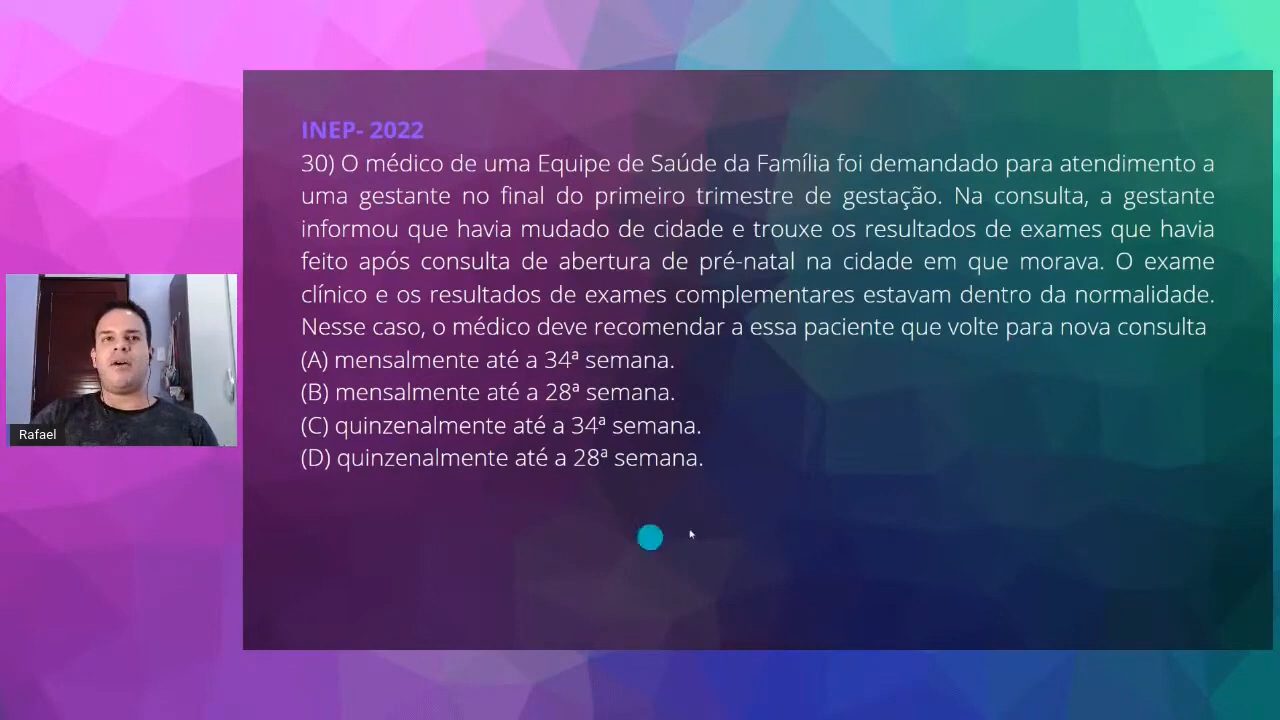 INEP- 2022
30) O médico de uma Equipe de Saúde da Família foi demandado para atendimento a
uma gestante no final do primeiro trimestre de gestação. Na consulta, a gestante
informou que havia mudado de cidade e trouxe os resultados de exames que havia
feito após consulta de abertura de pré-natal na cidade em que morava. O exame
clínico e os resultados de exames complementares estavam dentro da normalidade.
Nesse caso, o médico deve recomendar a essa paciente que volte para nova consulta
(A) mensalmente até a 34ª semana.
(B) mensalmente até a 28ª semana.
(C) quinzenalmente até a 34ª semana.
(D) quinzenalmente até a 28ª semana.
Rafael